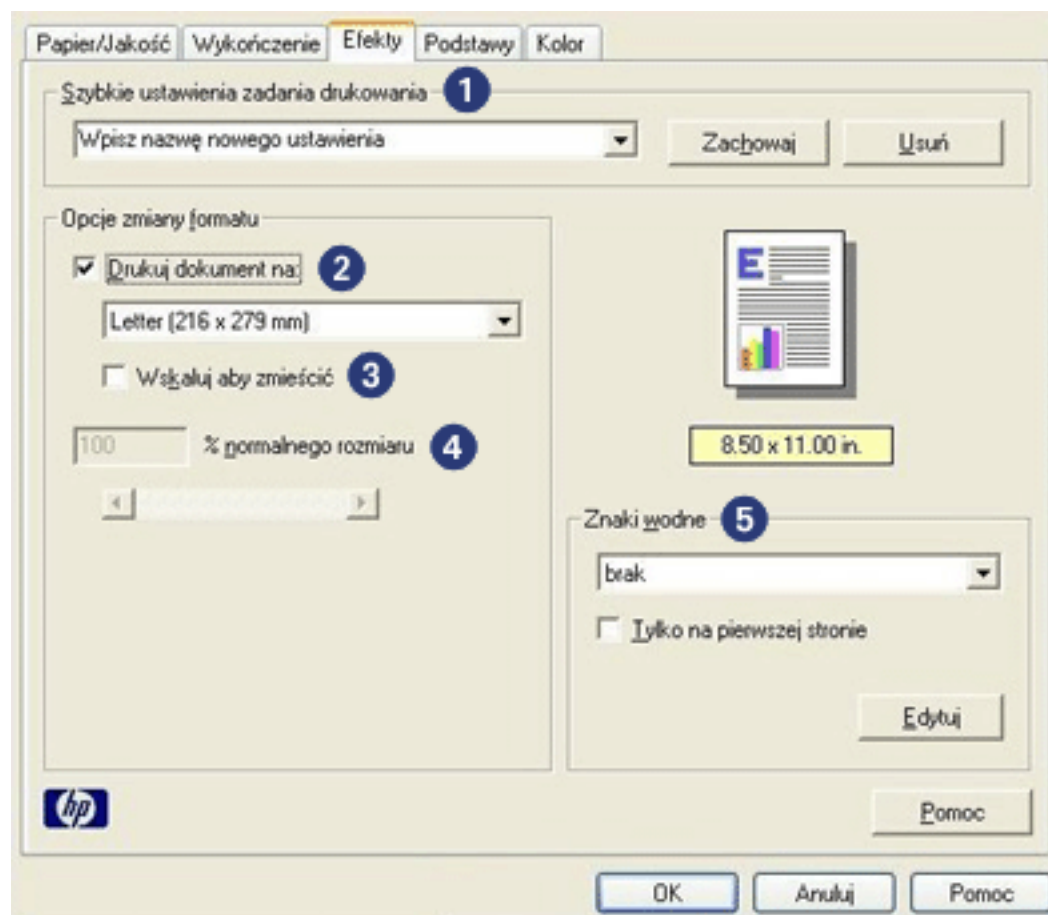 Papier/Jakość Wykończenie Efekty Podstawy Kolor
Szybkie ustawienia zadania drukowania 1
Wpisz nazwę nowego ustawienia Zachowaj Usuń
Opcje zmiany formatu
Drukuj dokument na: 2
E
Letter (216 x 279 mm)
Wskaluj aby zmieścić 3
100 % normalnego rozmiaru 4
8.50 x 11.00 in.
Znaki wodne 5
brak
Tylko na pierwszej stronie
Edytuj
hp
Pomoc
OK Anuluj Pomoc